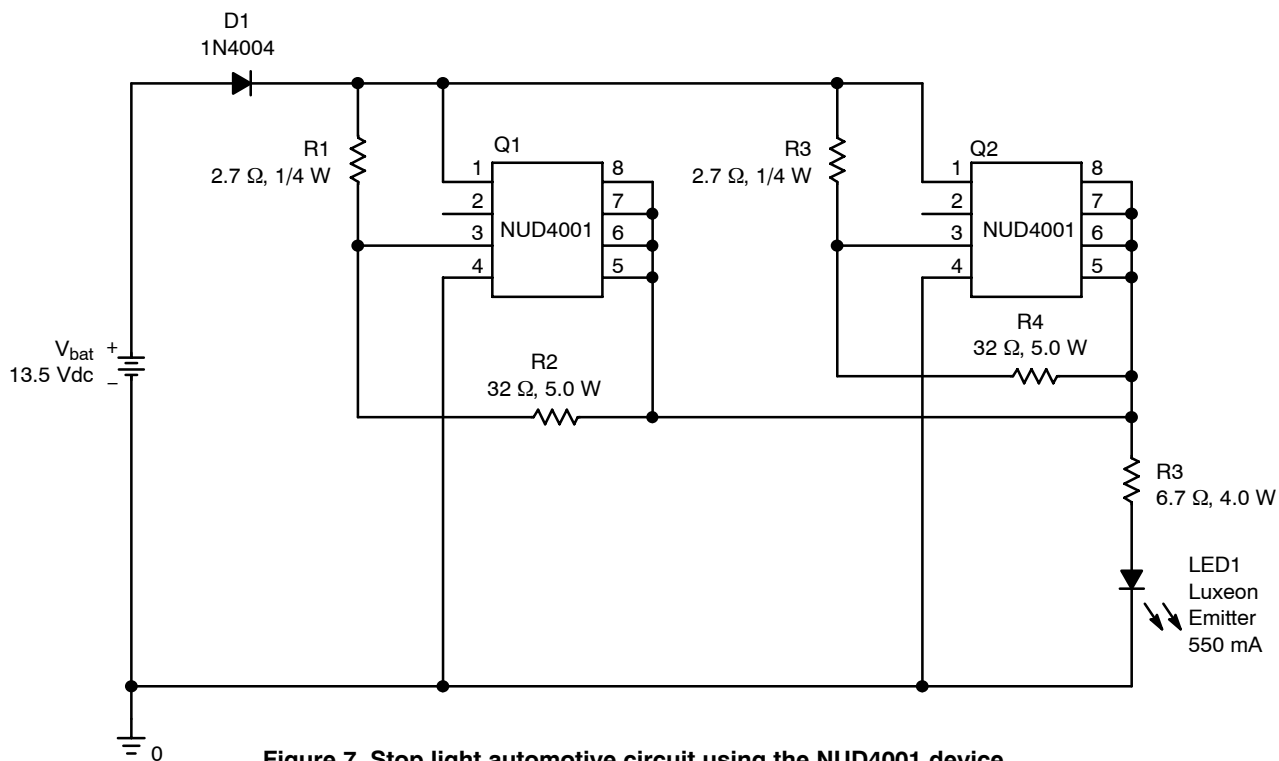 D1
1N4004
R1
2.7 Ω, 1/4 W
Q1
1
2
3
4
NUD4001
8
7
6
5
R3
2.7 Ω, 1/4 W
Q2
1
2
3
4
NUD4001
8
7
6
5
R4
32 Ω, 5.0 W
Vbat
13.5 Vdc
+
−
R2
32 Ω, 5.0 W
R3
6.7 Ω, 4.0 W
LED1
Luxeon
Emitter
550 mA
0
Figure 7. Stop light automotive circuit using the NUD4001 device